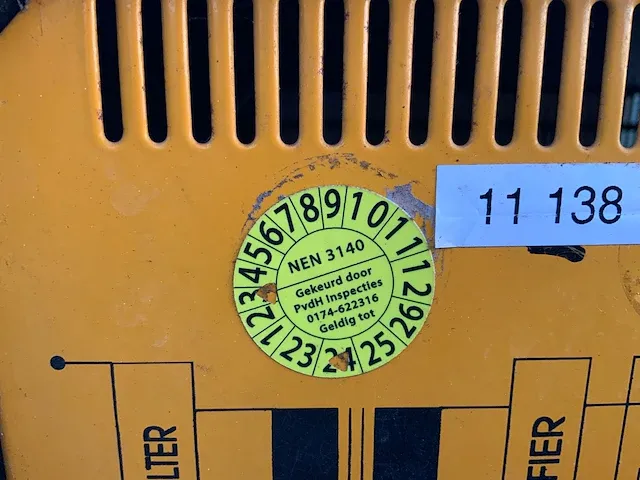 11 138
1 2 3 4 5 6 7 8 9 10 11 12
NEN 3140
Gekeurd door
PvdH Inspecties
0174-622316
Geldig tot
23 24 25 26
LTER
FIER